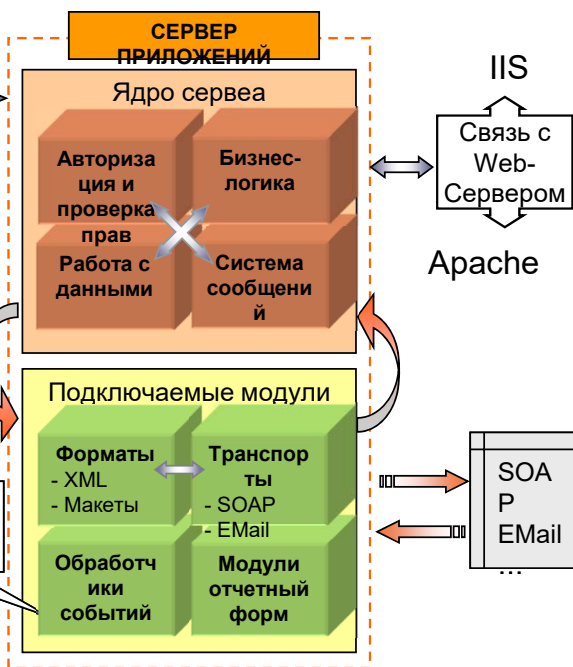 СЕРВЕР
ПРИЛОЖЕНИЙ
Ядро сервеа
Авториза
ция и
проверка
прав
Бизнес-
логика
Работа с
данными
Система
сообщени
й
IIS
Связь с
Web-
Сервером
Apache
Подключаемые модули
Форматы
- XML
- Макеты
Транспор
ты
- SOAP
- EMail
Обработч
ики
событий
Модули
отчетный
форм
SOA
P
EMail
…